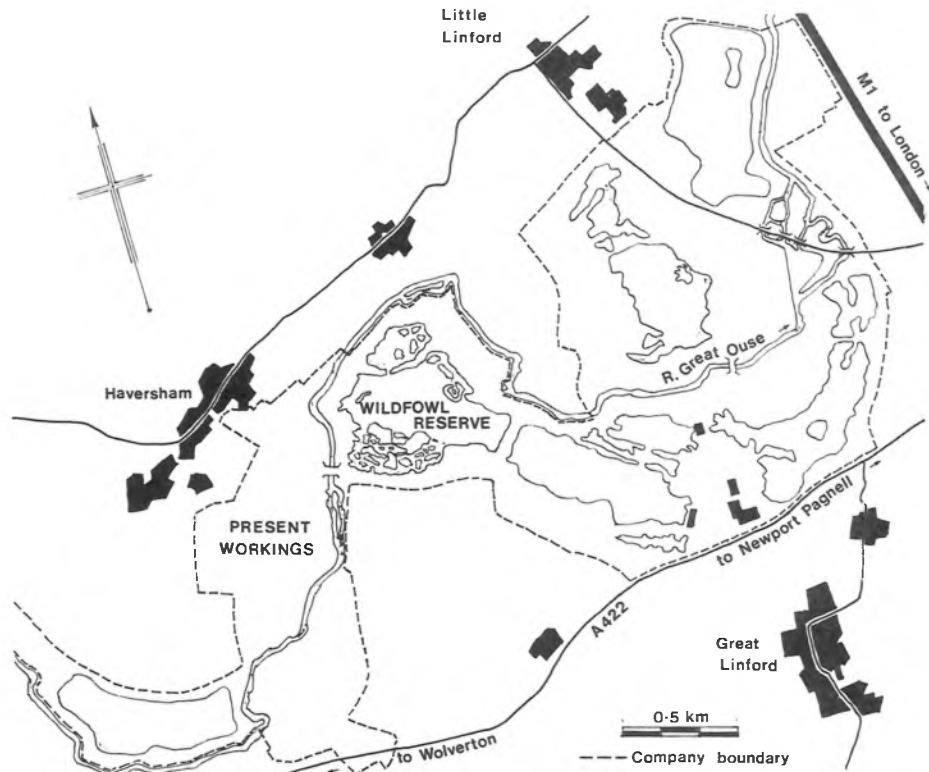 Little
Linford
M1 to London
Haversham
WILDFOWL
RESERVE
R. Great Ouse
PRESENT
WORKINGS
to Newport Pagnell
A422
Great
Linford
to Wolverton
0·5 km
Company boundary